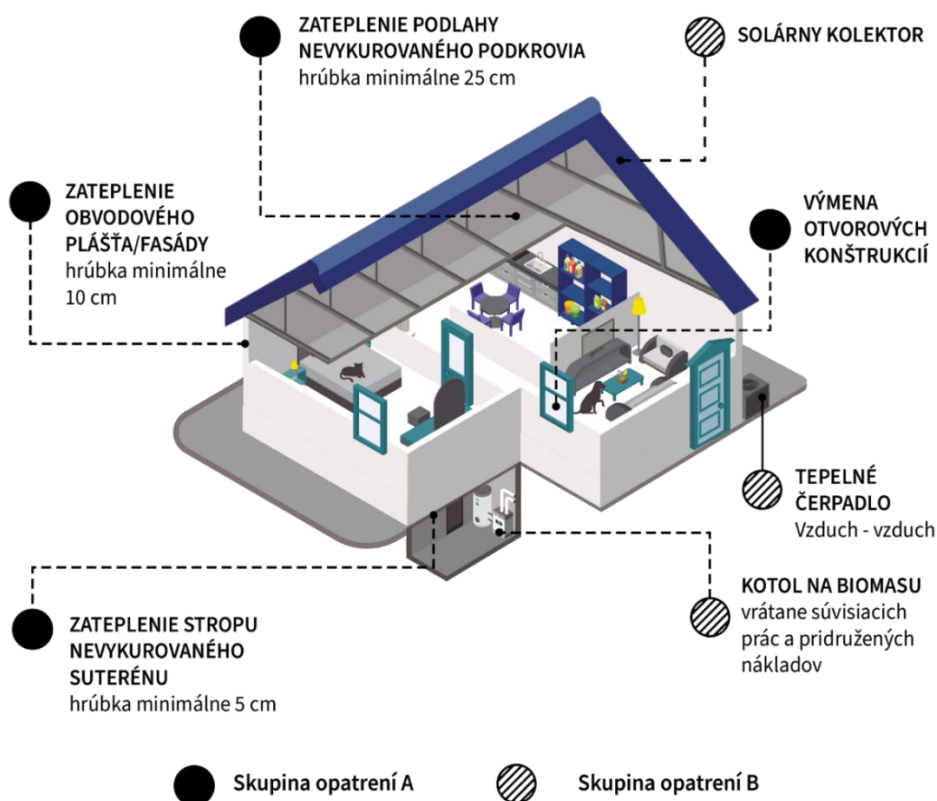 ZATEPLENIE PODLAHY
NEVYKUROVANÉHO PODKROVIA
hrúbka minimálne 25 cm
SOLÁRNY KOLEKTOR
ZATEPLENIE
OBVODOVÉHO
PLÁŠŤA/FASÁDY
hrúbka minimálne
10 cm
VÝMENA
OTVOROVÝCH
KONŠTRUKCIÍ
TEPELNÉ
ČERPADLO
Vzduch - vzduch
KOTOL NA BIOMASU
vrátane súvisiacich
prác a pridružených
nákladov
ZATEPLENIE STROPU
NEVYKUROVANÉHO
SUTERÉNU
hrúbka minimálne 5 cm
Skupina opatrení A
Skupina opatrení B